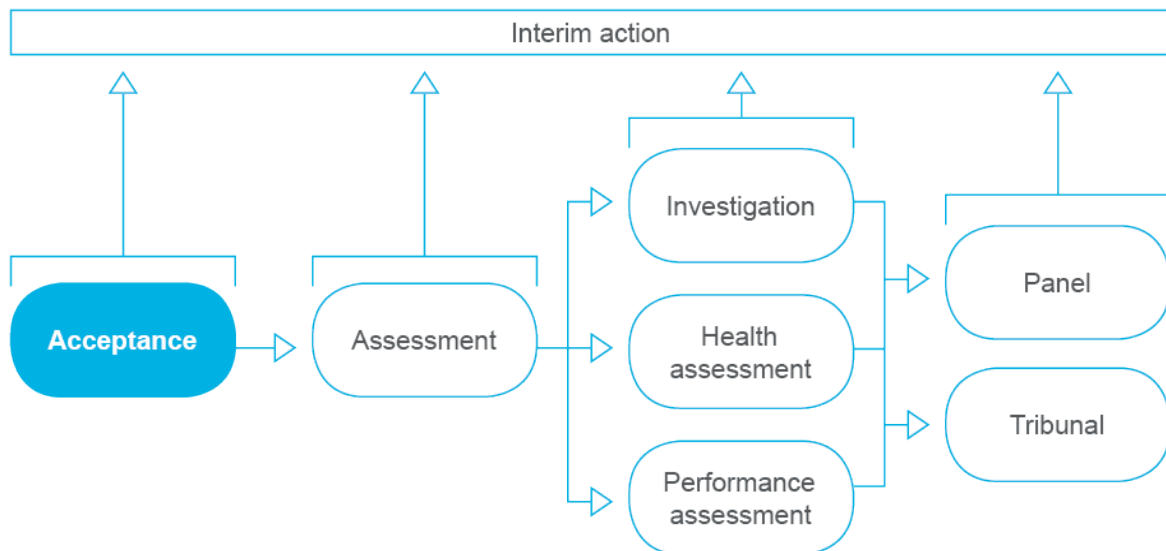 Interim action
Acceptance
Assessment
Investigation
Health
assessment
Performance
assessment
Panel
Tribunal